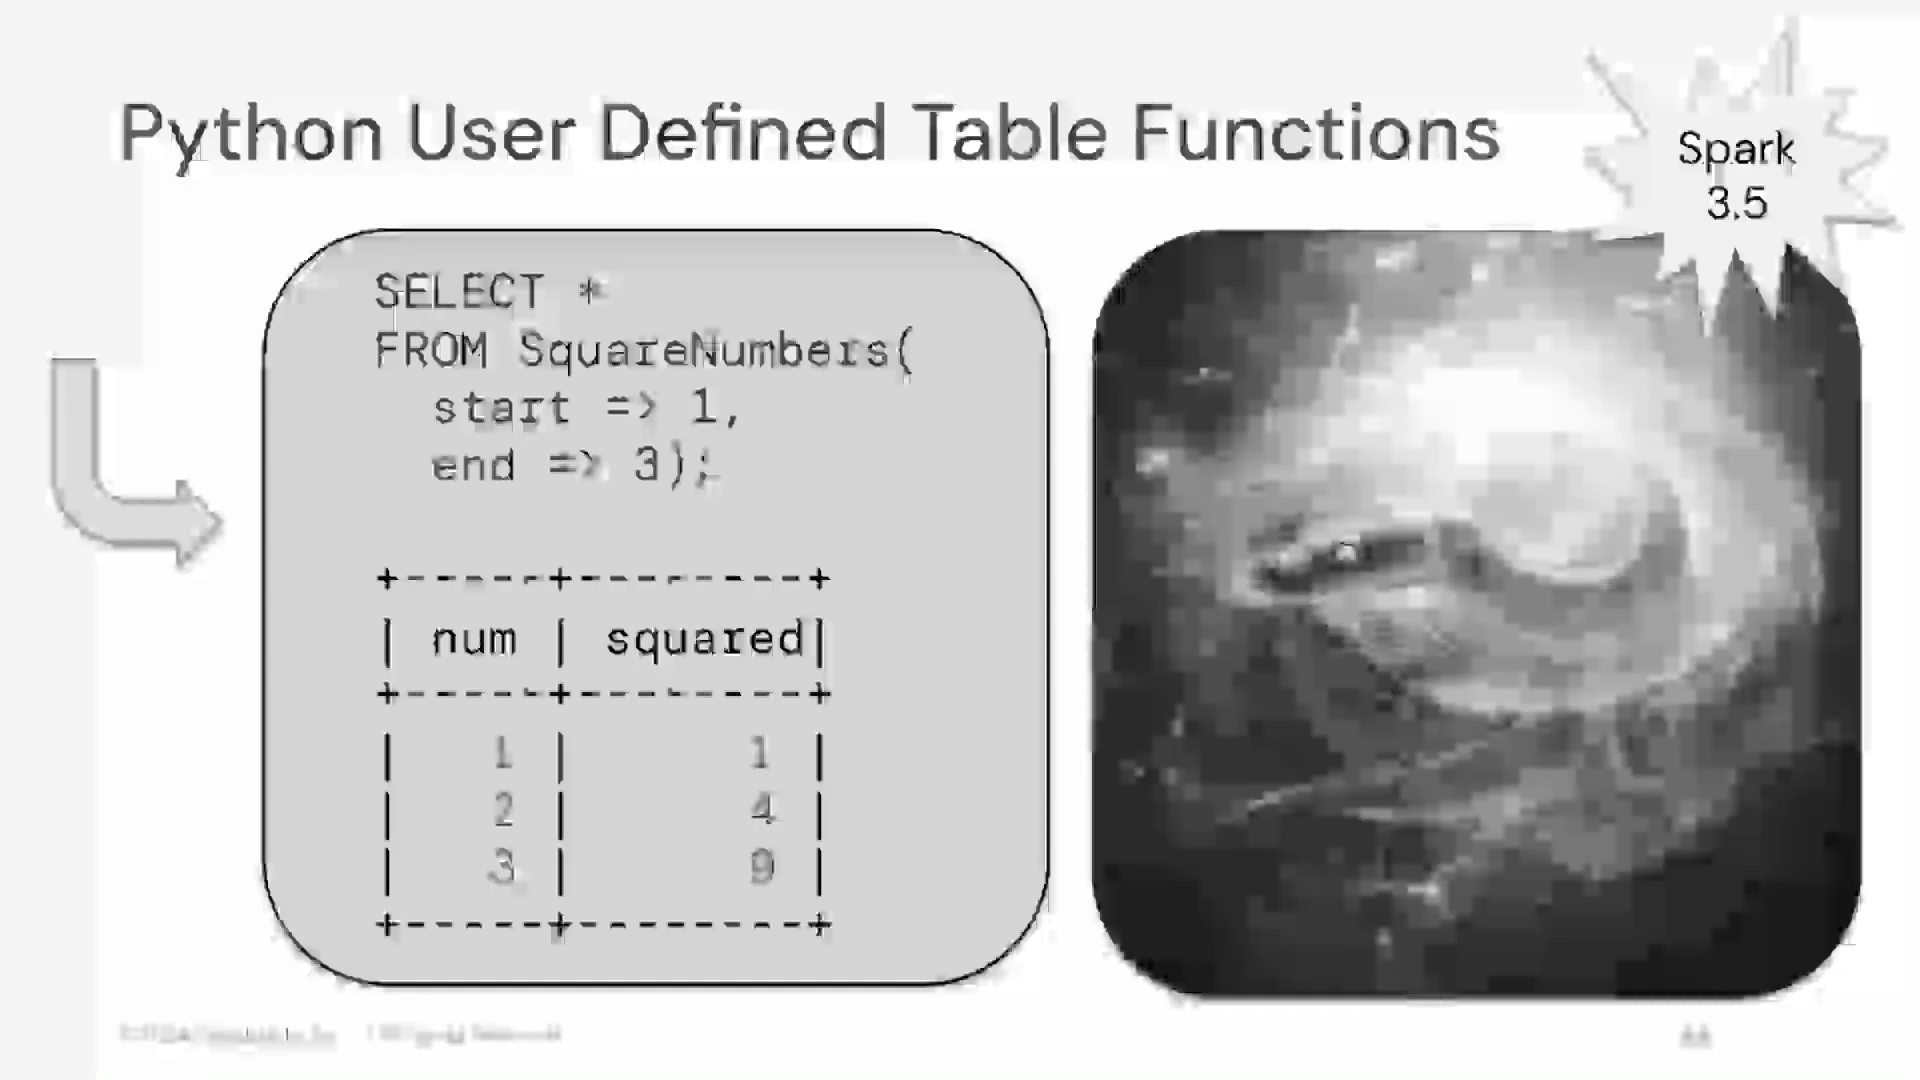 Python User Defined Table Functions
Spark
3.5
SELECT *
FROM SquareNumbers(
start => 1,
end => 3);
+------+---------+
| num | squared|
+------+---------+
| 1 | 1 |
| 2 | 4 |
| 3 | 9 |
+------+---------+